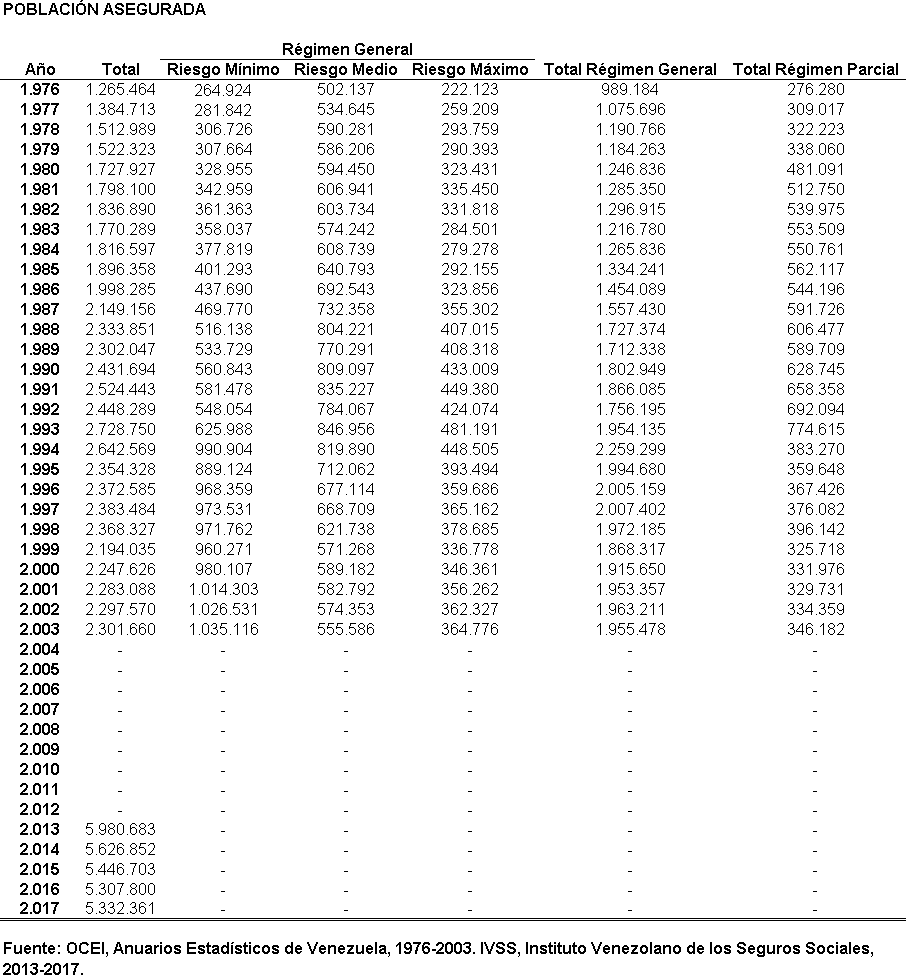 POBLACIÓN ASEGURADA
Régimen General
Año Total Riesgo Mínimo Riesgo Medio Riesgo Máximo Total Régimen General Total Régimen Parcial
1.976 1.265.464 264.924 502.137 222.123 989.184 276.280
1.977 1.384.713 281.842 534.645 259.209 1.075.696 309.017
1.978 1.512.989 306.726 590.281 293.759 1.190.766 322.223
1.979 1.522.323 307.664 586.206 290.393 1.184.263 338.060
1.980 1.727.927 328.955 594.450 323.431 1.246.836 481.091
1.981 1.798.100 342.959 606.941 335.450 1.285.350 512.750
1.982 1.836.890 361.363 603.734 331.818 1.296.915 539.975
1.983 1.770.289 358.037 574.242 284.501 1.216.780 553.509
1.984 1.816.597 377.819 608.739 279.278 1.265.836 550.761
1.985 1.896.358 401.293 640.793 292.155 1.334.241 562.117
1.986 1.998.285 437.690 692.543 323.856 1.454.089 544.196
1.987 2.149.156 469.770 732.358 355.302 1.557.430 591.726
1.988 2.333.851 516.138 804.221 407.015 1.727.374 606.477
1.989 2.302.047 533.729 770.291 408.318 1.712.338 589.709
1.990 2.431.694 560.843 809.097 433.009 1.802.949 628.745
1.991 2.524.443 581.478 835.227 449.380 1.866.085 658.358
1.992 2.448.289 548.054 784.067 424.074 1.756.195 692.094
1.993 2.728.750 625.988 846.956 481.191 1.954.135 774.615
1.994 2.642.569 990.904 819.890 448.505 2.259.299 383.270
1.995 2.354.328 889.124 712.062 393.494 1.994.680 359.648
1.996 2.372.585 968.359 677.114 359.686 2.005.159 367.426
1.997 2.383.484 973.531 668.709 365.162 2.007.402 376.082
1.998 2.368.327 971.762 621.738 378.685 1.972.185 396.142
1.999 2.194.035 960.271 571.268 336.778 1.868.317 325.718
2.000 2.247.626 980.107 589.182 346.361 1.915.650 331.976
2.001 2.283.088 1.014.303 582.792 356.262 1.953.357 329.731
2.002 2.297.570 1.026.531 574.353 362.327 1.963.211 334.359
2.003 2.301.660 1.035.116 555.586 364.776 1.955.478 346.182
2.004 - - - - - -
2.005 - - - - - -
2.006 - - - - - -
2.007 - - - - - -
2.008 - - - - - -
2.009 - - - - - -
2.010 - - - - - -
2.011 - - - - - -
2.012 - - - - - -
2.013 5.980.683 - - - - -
2.014 5.626.852 - - - - -
2.015 5.446.703 - - - - -
2.016 5.307.800 - - - - -
2.017 5.332.361 - - - - -
Fuente: OCEI, Anuarios Estadísticos de Venezuela, 1976-2003. IVSS, Instituto Venezolano de los Seguros Sociales,
2013-2017.